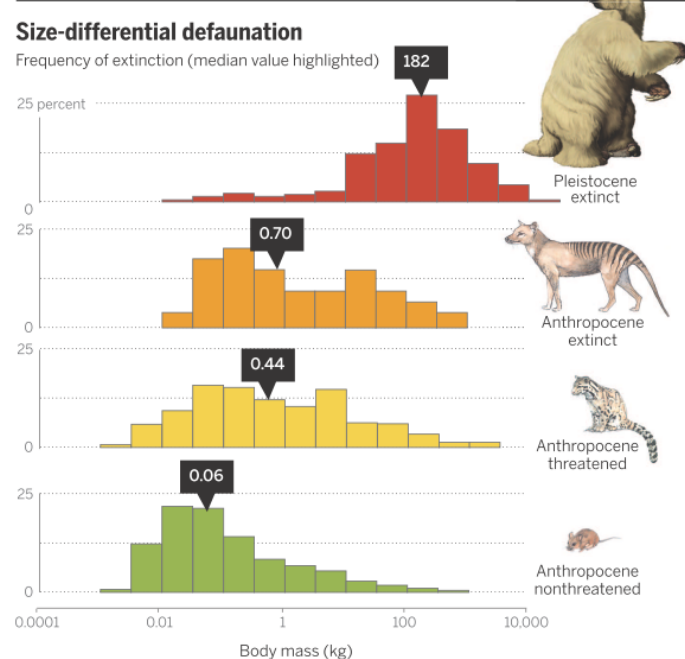 Size-differential defaunation
Frequency of extinction (median value highlighted)
182
25 percent
0
Pleistocene
extinct
25
0.70
0
Anthropocene
extinct
25
0.44
0
Anthropocene
threatened
25
0.06
0
Anthropocene
nonthreatened
0.0001
0.01
1
100
10,000
Body mass (kg)